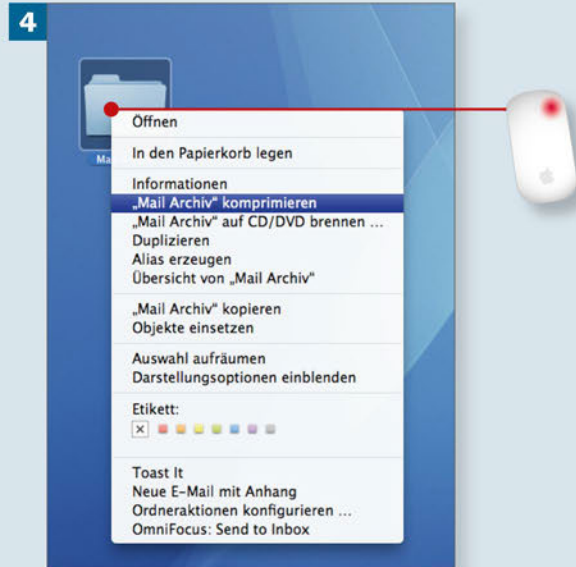 4
Öffnen
In den Papierkorb legen
Informationen
„Mail Archiv“ komprimieren
„Mail Archiv“ auf CD/DVD brennen ...
Duplizieren
Alias erzeugen
Übersicht von „Mail Archiv“
„Mail Archiv“ kopieren
Objekte einsetzen
Auswahl aufräumen
Darstellungsoptionen einblenden
Etikett:
Toast It
Neue E-Mail mit Anhang
Ordneraktionen konfigurieren ...
OmniFocus: Send to Inbox